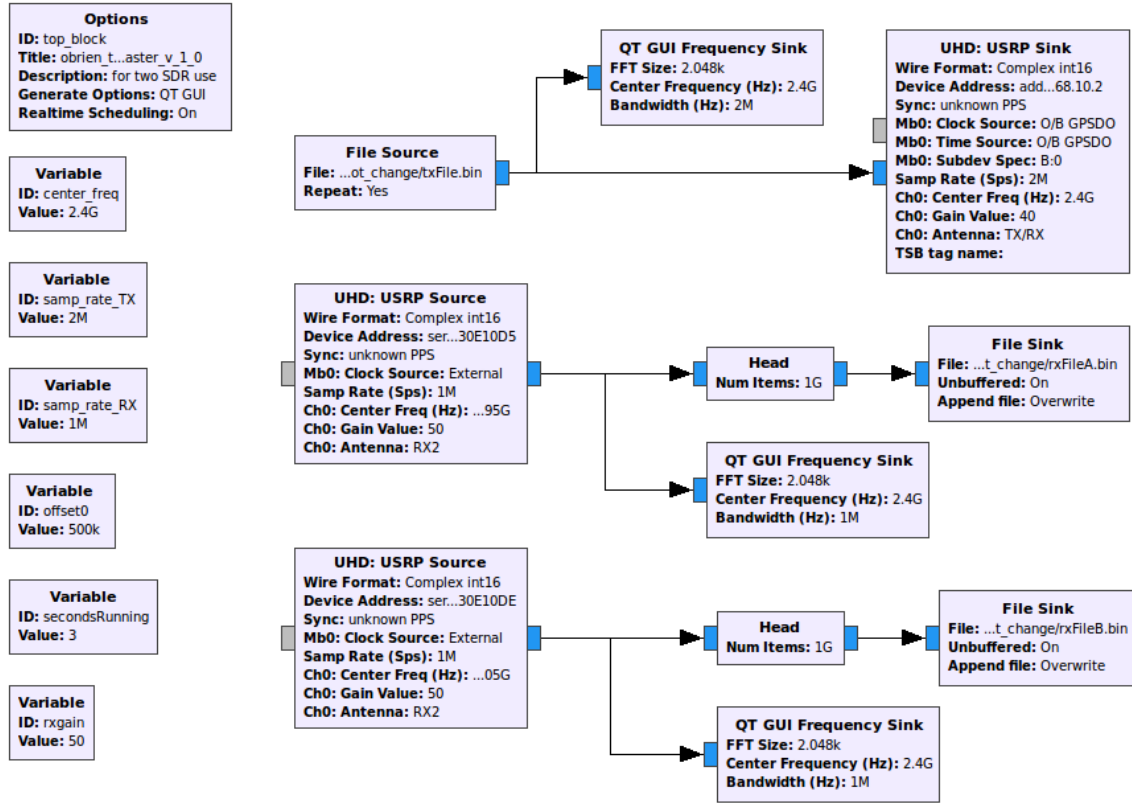 Options
ID: top_block
Title: obrien_t...aster_v_1_0
Description: for two SDR use
Generate Options: QT GUI
Realtime Scheduling: On
Variable
ID: center_freq
Value: 2.4G
Variable
ID: samp_rate_TX
Value: 2M
Variable
ID: samp_rate_RX
Value: 1M
Variable
ID: offset0
Value: 500k
Variable
ID: secondsRunning
Value: 3
Variable
ID: rxgain
Value: 50
File Source
File: ...ot_change/txFile.bin
Repeat: Yes
QT GUI Frequency Sink
FFT Size: 2.048k
Center Frequency (Hz): 2.4G
Bandwidth (Hz): 2M
UHD: USRP Sink
Wire Format: Complex int16
Device Address: add...68.10.2
Sync: unknown PPS
Mb0: Clock Source: O/B GPSDO
Mb0: Time Source: O/B GPSDO
Mb0: Subdev Spec: B:0
Samp Rate (Sps): 2M
Ch0: Center Freq (Hz): 2.4G
Ch0: Gain Value: 40
Ch0: Antenna: TX/RX
TSB tag name:
UHD: USRP Source
Wire Format: Complex int16
Device Address: ser...30E10D5
Sync: unknown PPS
Mb0: Clock Source: External
Samp Rate (Sps): 1M
Ch0: Center Freq (Hz): ...95G
Ch0: Gain Value: 50
Ch0: Antenna: RX2
Head
Num Items: 1G
File Sink
File: ...t_change/rxFileA.bin
Unbuffered: On
Append file: Overwrite
QT GUI Frequency Sink
FFT Size: 2.048k
Center Frequency (Hz): 2.4G
Bandwidth (Hz): 1M
UHD: USRP Source
Wire Format: Complex int16
Device Address: ser...30E10DE
Sync: unknown PPS
Mb0: Clock Source: External
Samp Rate (Sps): 1M
Ch0: Center Freq (Hz): ...05G
Ch0: Gain Value: 50
Ch0: Antenna: RX2
Head
Num Items: 1G
File Sink
File: ...t_change/rxFileB.bin
Unbuffered: On
Append file: Overwrite
QT GUI Frequency Sink
FFT Size: 2.048k
Center Frequency (Hz): 2.4G
Bandwidth (Hz): 1M